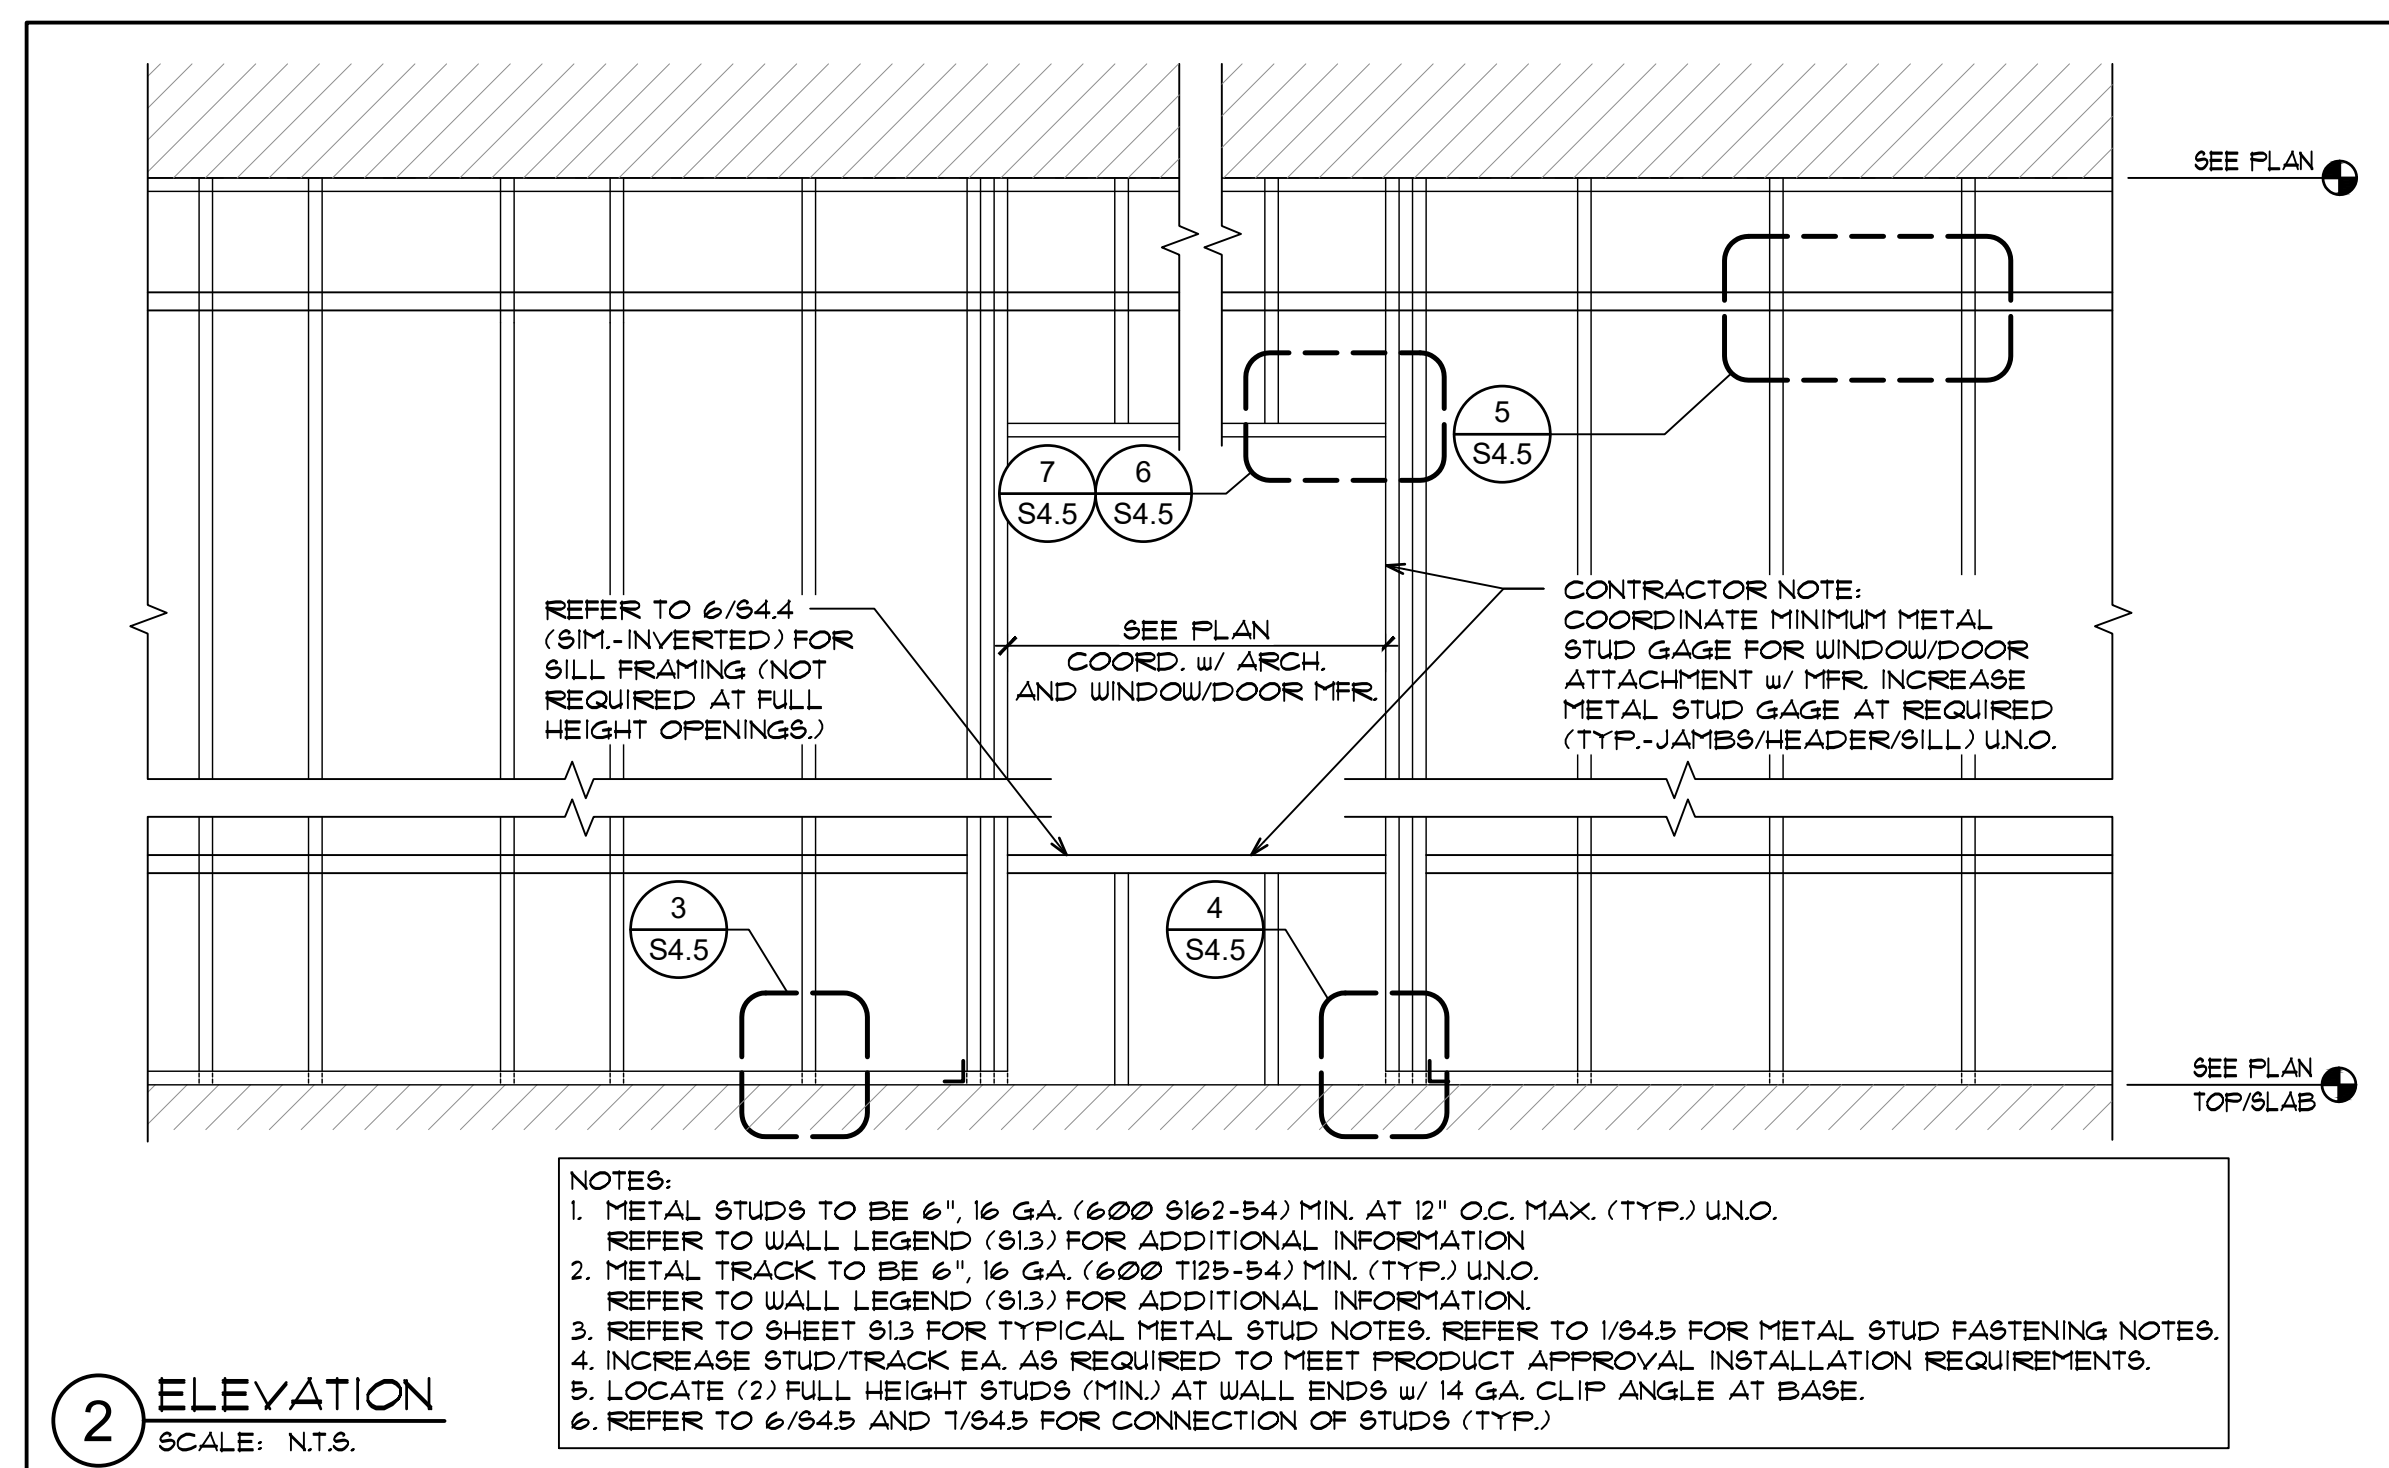 SEE PLAN
5
S4.5
7
S4.5
6
S4.5
REFER TO 6/S4.4
(SIM.-INVERTED) FOR
SILL FRAMING (NOT
REQUIRED AT FULL
HEIGHT OPENINGS.)
SEE PLAN
COORD. w/ ARCH.
AND WINDOW/DOOR MFR.
CONTRACTOR NOTE:
COORDINATE MINIMUM METAL
STUD GAGE FOR WINDOW/DOOR
ATTACHMENT w/ MFR. INCREASE
METAL STUD GAGE AT REQUIRED
(TYP.-JAMBS/HEADER/SILL) U.N.O.
3
S4.5
4
S4.5
SEE PLAN
TOP/SLAB
NOTES:
1. METAL STUDS TO BE 6", 16 GA. (600 S162-54) MIN. AT 12" O.C. MAX. (TYP.) U.N.O.
REFER TO WALL LEGEND (S1.3) FOR ADDITIONAL INFORMATION
2. METAL TRACK TO BE 6", 16 GA. (600 T125-54) MIN. (TYP.) U.N.O.
REFER TO WALL LEGEND (S1.3) FOR ADDITIONAL INFORMATION.
3. REFER TO SHEET S1.3 FOR TYPICAL METAL STUD NOTES. REFER TO 1/S4.5 FOR METAL STUD FASTENING NOTES.
4. INCREASE STUD/TRACK EA. AS REQUIRED TO MEET PRODUCT APPROVAL INSTALLATION REQUIREMENTS.
5. LOCATE (2) FULL HEIGHT STUDS (MIN.) AT WALL ENDS w/ 14 GA. CLIP ANGLE AT BASE.
6. REFER TO 6/S4.5 AND 7/S4.5 FOR CONNECTION OF STUDS (TYP.)
2
ELEVATION
SCALE: N.T.S.